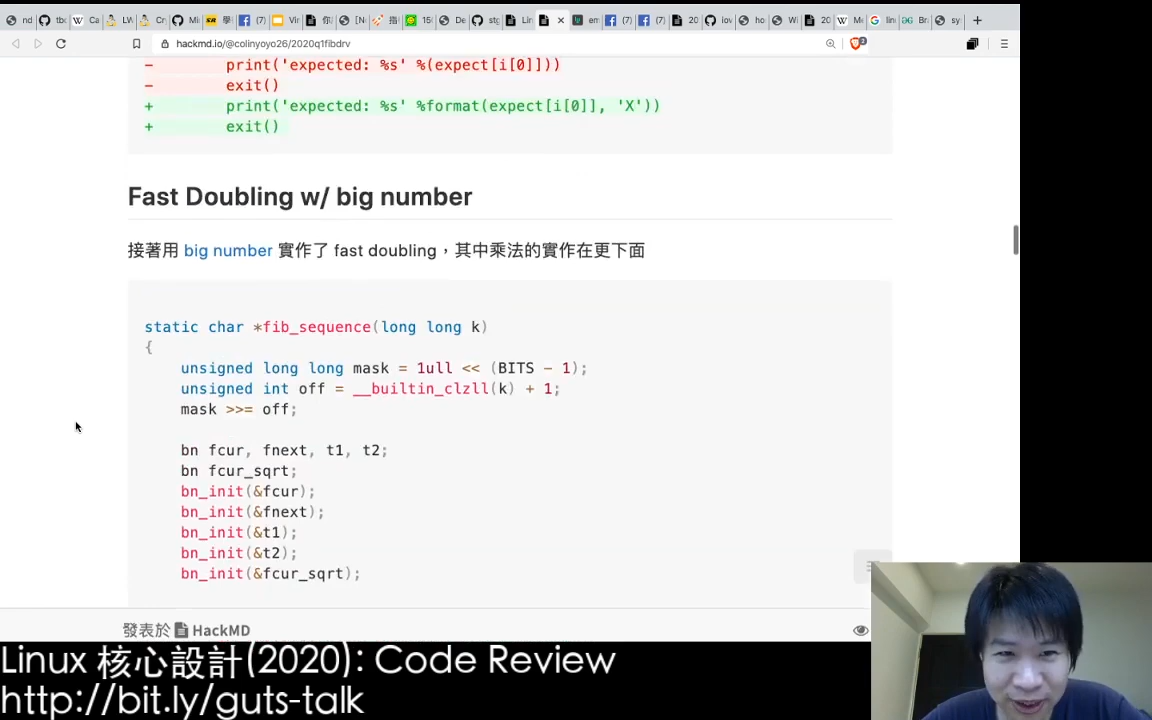 hackmd.io/@colinyoyo26/2020q1fibdrv
- print('expected: %s' %(expect[i[0]]))
- exit()
+ print('expected: %s' %format(expect[i[0]], 'X'))
+ exit()
Fast Doubling w/ big number
接著用 big number 實作了 fast doubling，其中乘法的實作在更下面
static char *fib_sequence(long long k)
{
unsigned long long mask = 1ull << (BITS - 1);
unsigned int off = __builtin_clzll(k) + 1;
mask >>= off;
bn fcur, fnext, t1, t2;
bn fcur_sqrt;
bn_init(&fcur);
bn_init(&fnext);
bn_init(&t1);
bn_init(&t2);
bn_init(&fcur_sqrt);
發表於 HackMD
Linux 核心設計(2020): Code Review
http://bit.ly/guts-talk